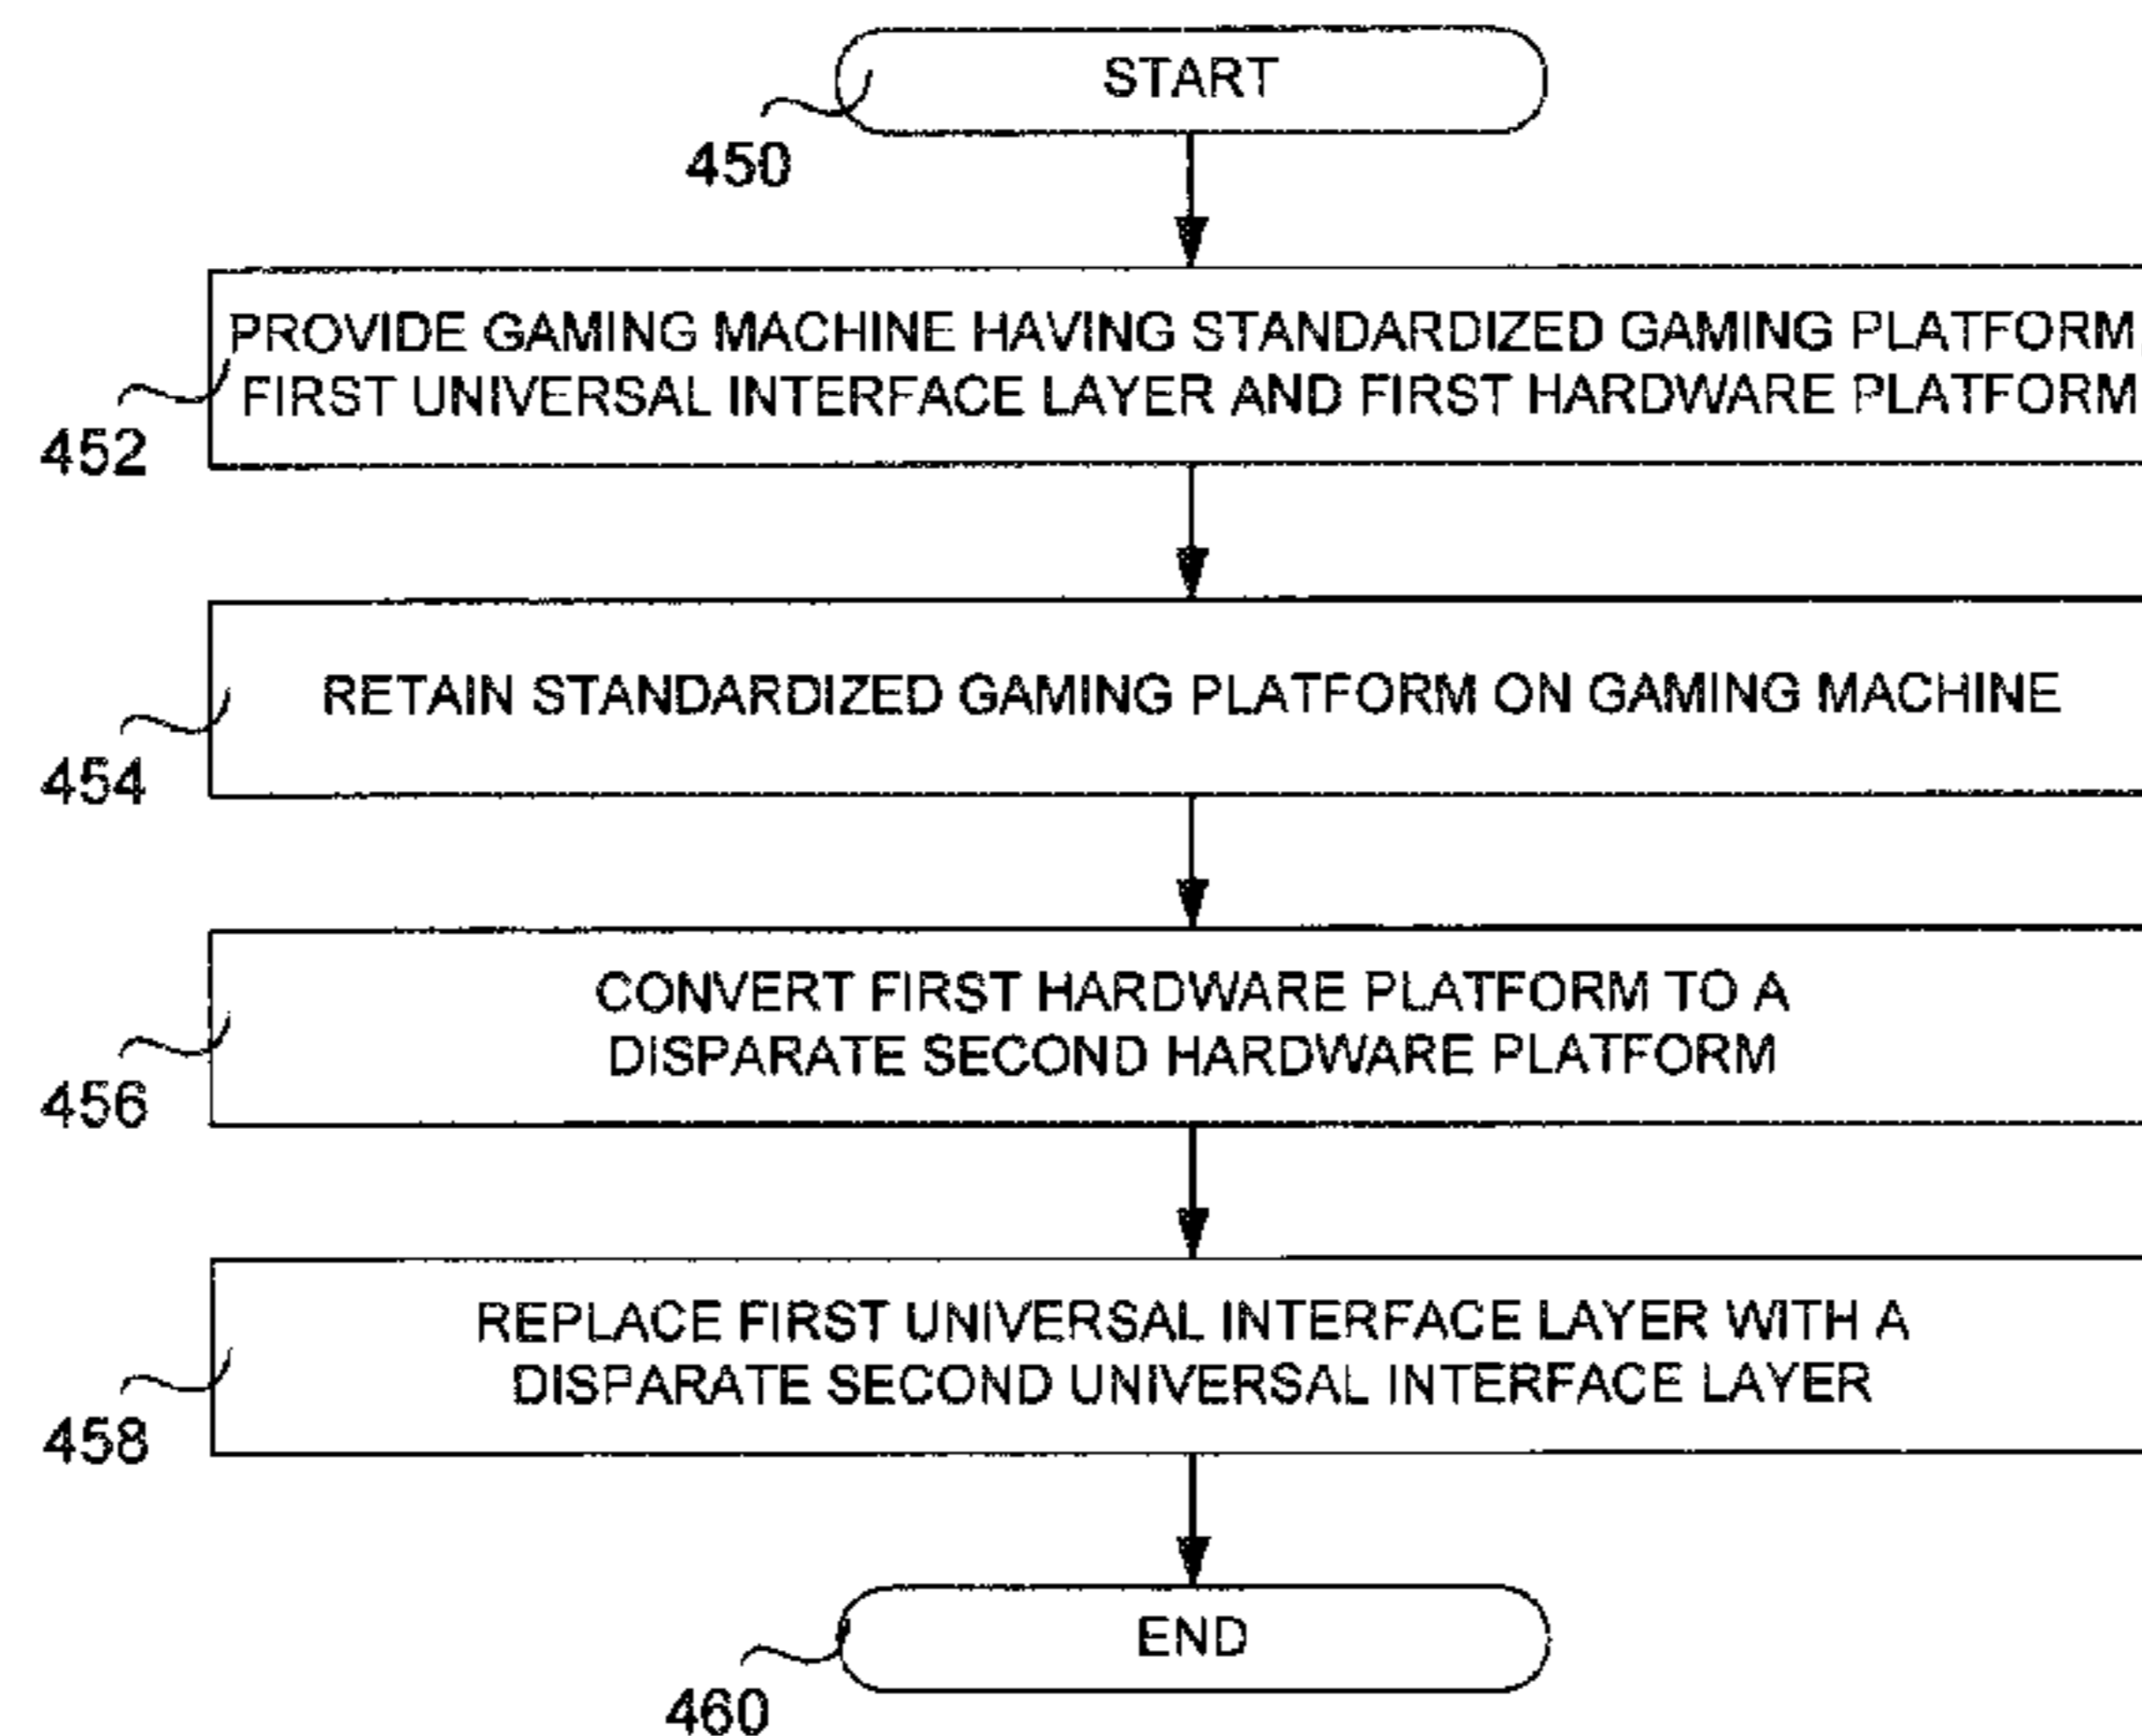 START
450
PROVIDE GAMING MACHINE HAVING STANDARDIZED GAMING PLATFORM,
FIRST UNIVERSAL INTERFACE LAYER AND FIRST HARDWARE PLATFORM
452
RETAIN STANDARDIZED GAMING PLATFORM ON GAMING MACHINE
454
CONVERT FIRST HARDWARE PLATFORM TO A
DISPARATE SECOND HARDWARE PLATFORM
456
REPLACE FIRST UNIVERSAL INTERFACE LAYER WITH A
DISPARATE SECOND UNIVERSAL INTERFACE LAYER
458
END
460